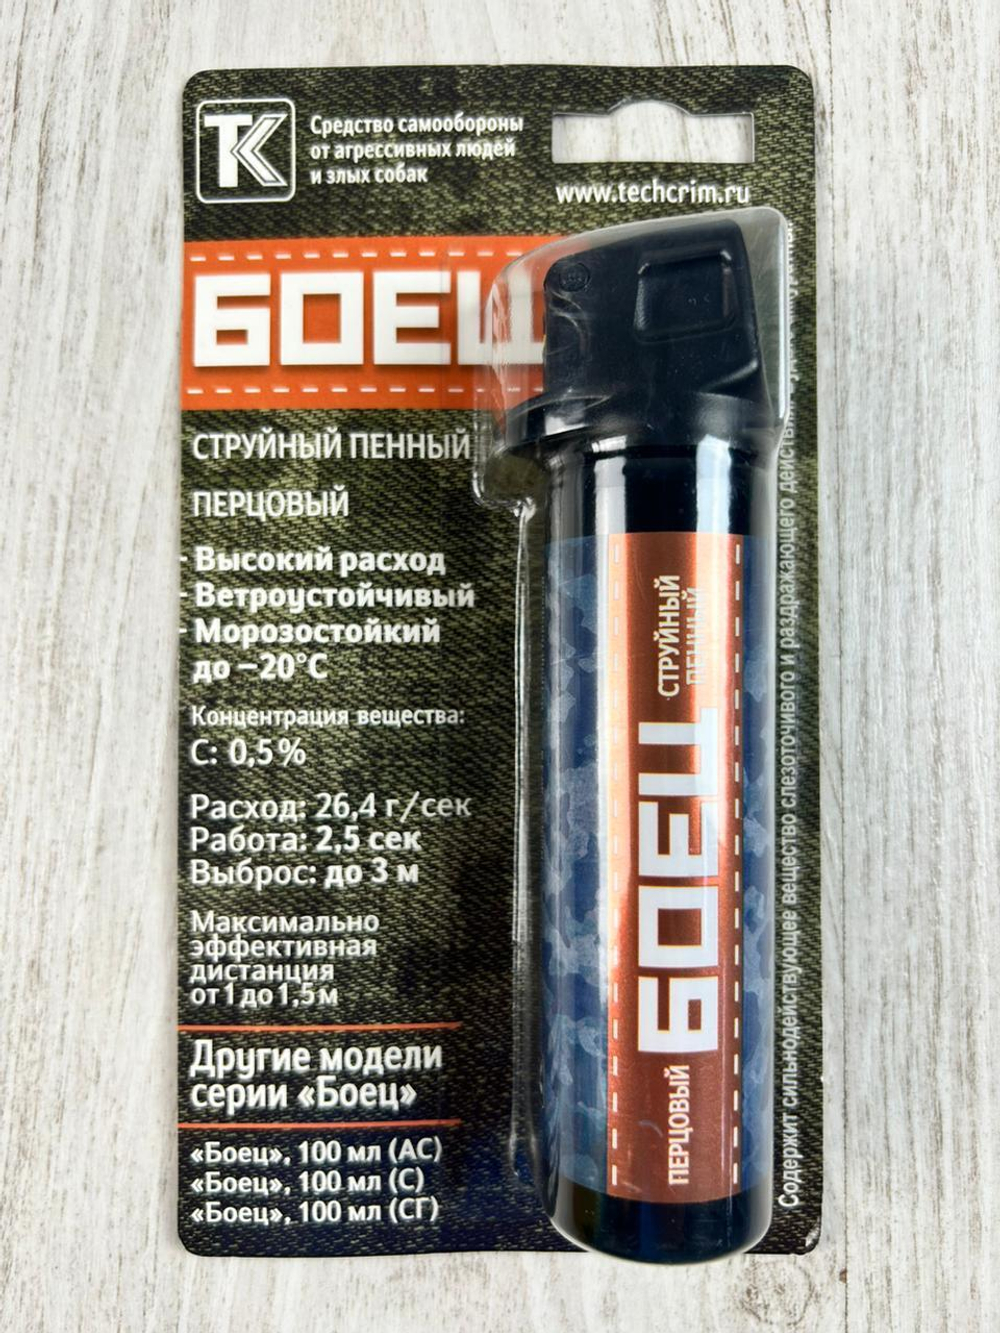 ТК
Средство самообороны
от агрессивных людей
и злых собак
www.techcrim.ru
БОЕЦ
СТРУЙНЫЙ ПЕННЫЙ
ПЕРЦОВЫЙ
- Высокий расход
- Ветроустойчивый
- Морозостойкий
до −20°С
Концентрация вещества:
С: 0,5%
Расход: 26,4 г/сек
Работа: 2,5 сек
Выброс: до 3 м
Максимально
эффективная
дистанция
от 1 до 1,5 м
Другие модели
серии «Боец»
«Боец», 100 мл (АС)
«Боец», 100 мл (С)
«Боец», 100 мл (СГ)
ПЕРЦОВЫЙ
БОЕЦ
СТРУЙНЫЙ
ПЕННЫЙ
Содержит сильнодействующее вещество слезоточивого и раздражающего действия.